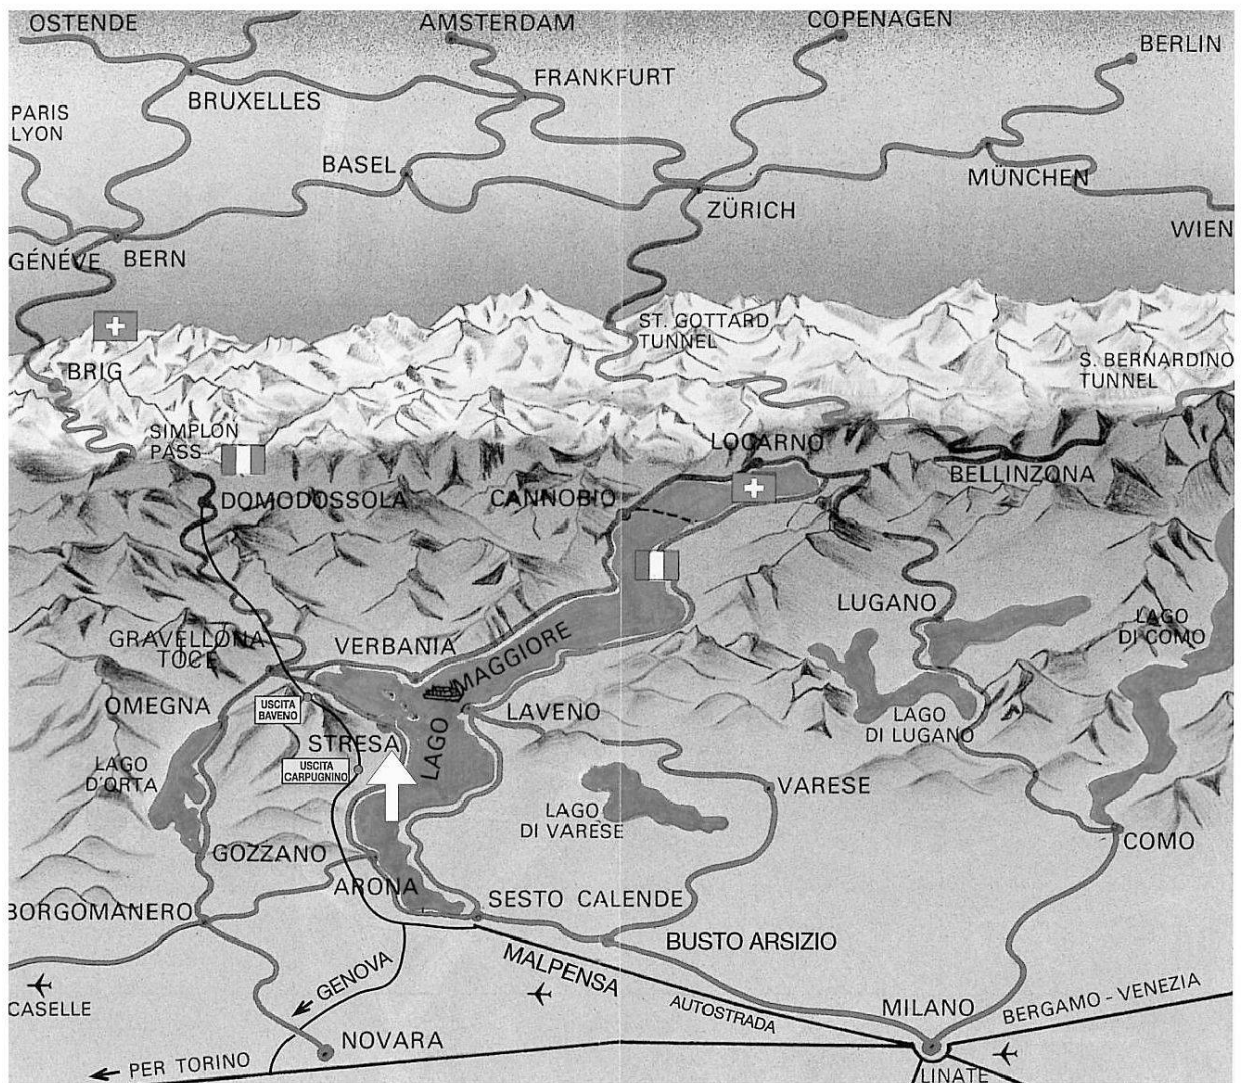 OSTENDE
AMSTERDAM
COPENAGEN
BERLIN
FRANKFURT
BRUXELLES
PARIS
LYON
BASEL
MÜNCHEN
ZÜRICH
WIEN
GÉNÉVE
BERN
ST. GOTTARD
TUNNEL
S. BERNARDINO
TUNNEL
BRIG
SIMPLON
PASS
LOCARNO
BELLINZONA
DOMODOSSOLA
CANNOBIO
LUGANO
LAGO
DI COMO
GRAVELLONA
TOCE
VERBANIA
LAGO MAGGIORE
OMEGNA
USCITA
BAVENO
LAVENO
LAGO
DI LUGANO
STRESA
USCITA
CARPUGNINO
LAGO
D'ORTA
VARESE
LAGO
DI VARESE
COMO
GOZZANO
ARONA
SESTO CALENDE
BORGOMANERO
BUSTO ARSIZIO
MALPENSA
GENOVA
CASELLE
AUTOSTRADA
MILANO
BERGAMO - VENEZIA
NOVARA
PER TORINO
LINATE